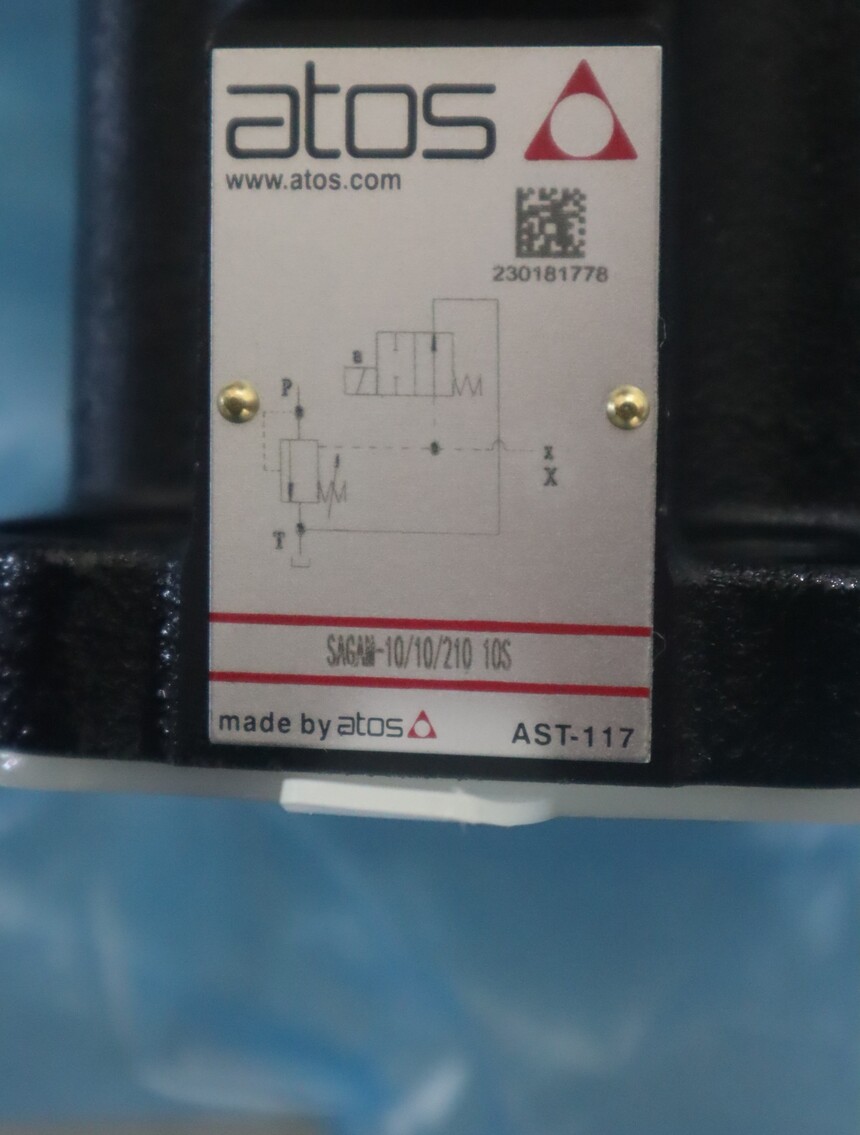 atos
www.atos.com
230181778
a
P
x
X
T
SAGAM-10/10/210 10S
made by atos
AST-117